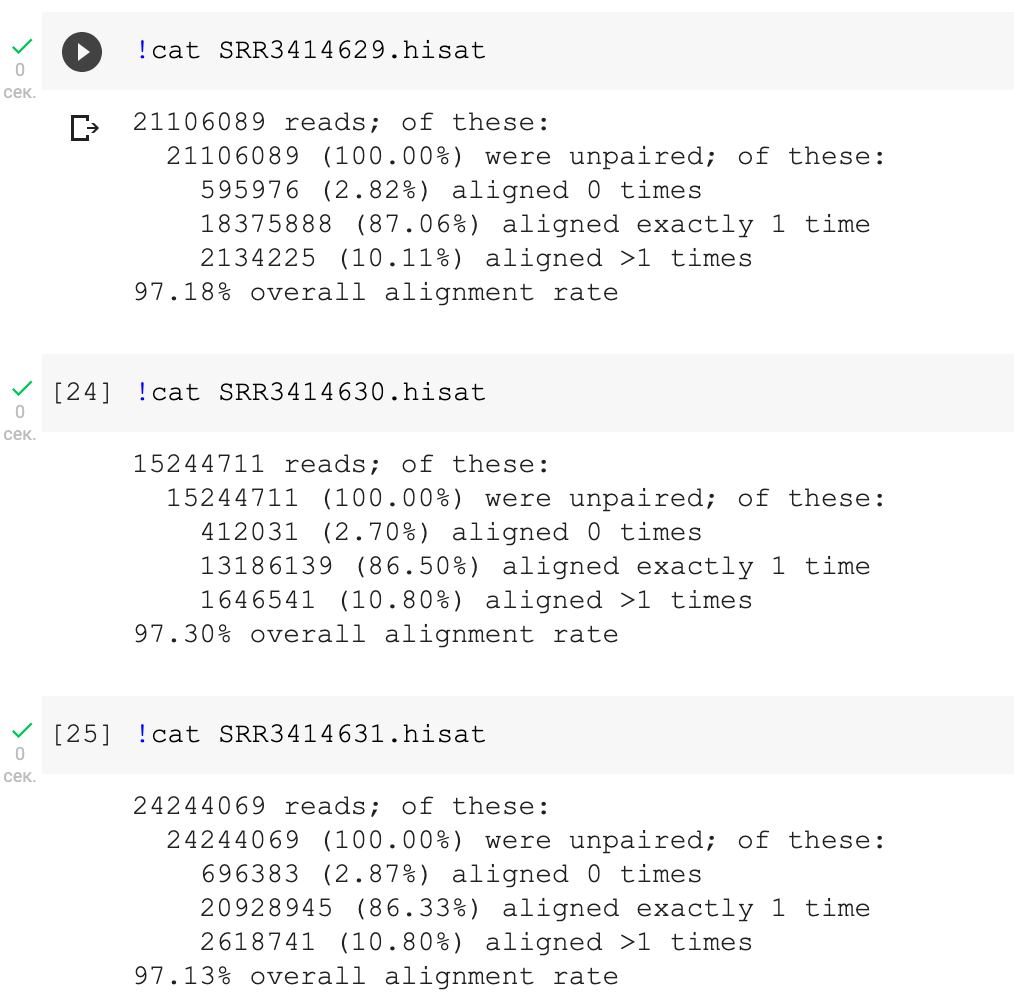 !cat SRR3414629.hisat
0
сек.
21106089 reads; of these:
  21106089 (100.00%) were unpaired; of these:
    595976 (2.82%) aligned 0 times
    18375888 (87.06%) aligned exactly 1 time
    2134225 (10.11%) aligned >1 times
97.18% overall alignment rate
[24] !cat SRR3414630.hisat
0
сек.
15244711 reads; of these:
  15244711 (100.00%) were unpaired; of these:
    412031 (2.70%) aligned 0 times
    13186139 (86.50%) aligned exactly 1 time
    1646541 (10.80%) aligned >1 times
97.30% overall alignment rate
[25] !cat SRR3414631.hisat
0
сек.
24244069 reads; of these:
  24244069 (100.00%) were unpaired; of these:
    696383 (2.87%) aligned 0 times
    20928945 (86.33%) aligned exactly 1 time
    2618741 (10.80%) aligned >1 times
97.13% overall alignment rate